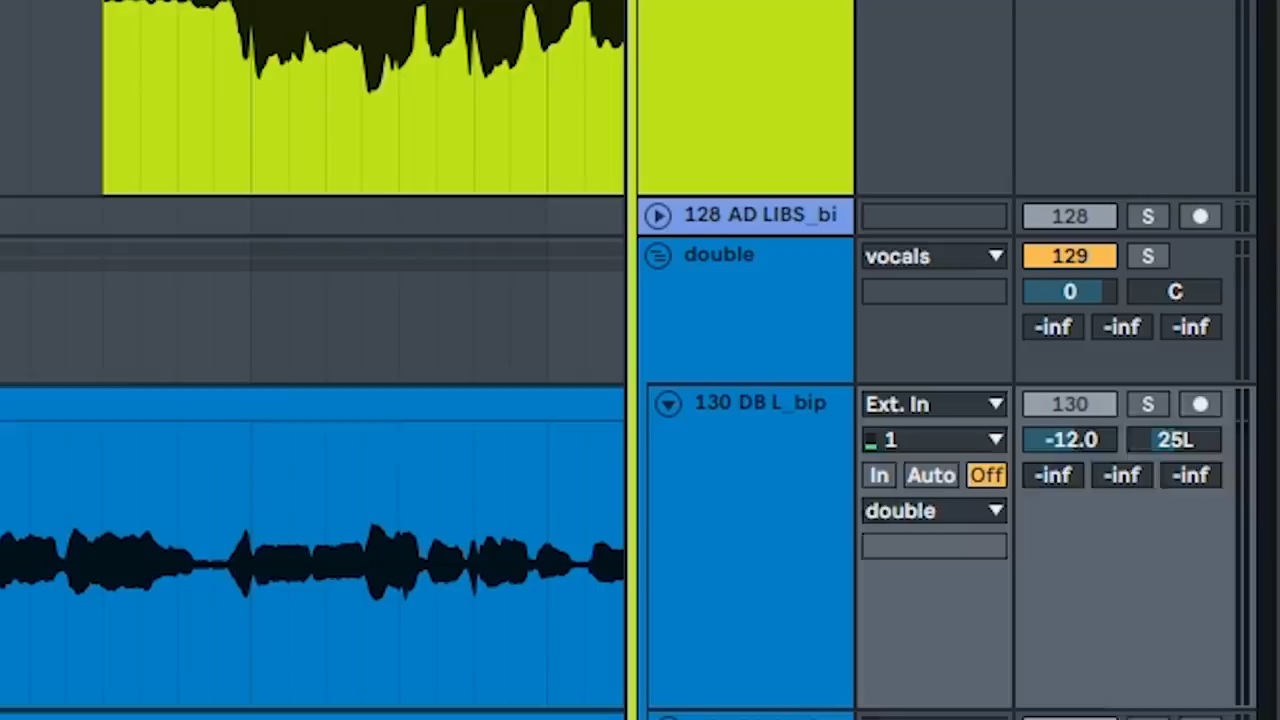 128 AD LIBS_bi 128 S
double vocals 129 S
0 C
-inf -inf -inf
130 DB L_bip Ext. In 130 S
1 -12.0 25L
In Auto Off -inf -inf -inf
double